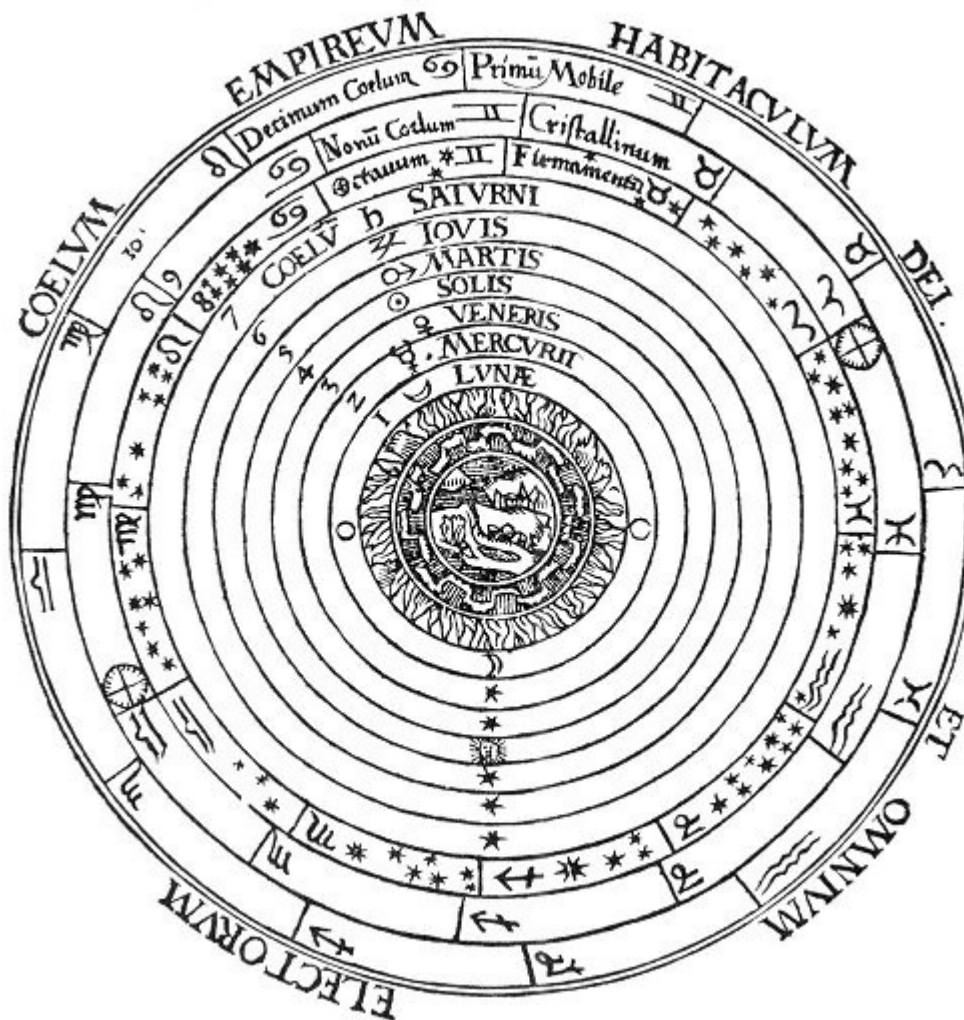 COELVM EMPIREVM HABITACVLVM DEI ET OMNIVM ELECTORVM
10 Decimum Coelum ♋ Primũ Mobile ♊
9 ♋ Nonũ Coelum ♊ Cristallinum ♉
8 ♋ Octauum ♊ Firmamentũ ♉
7 COELṼ ♄ SATVRNI
6 ♃ IOVIS
5 ♂ MARTIS
4 ☉ SOLIS
3 ♀ VENERIS
2 ☿ MERCVRII
1 ☽ LVNÆ